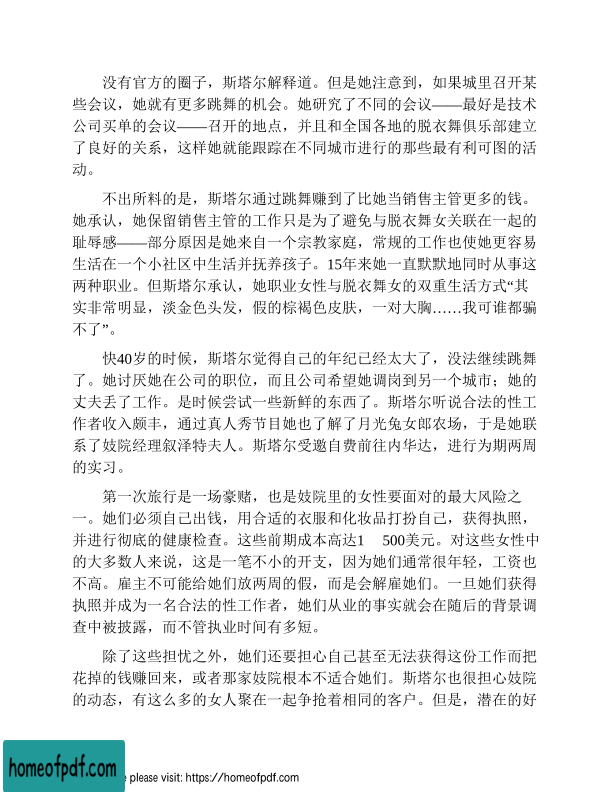 没有官方的圈子，斯塔尔解释道。但是她注意到，如果城里召开某
些会议，她就有更多跳舞的机会。她研究了不同的会议——最好是技术
公司买单的会议——召开的地点，并且和全国各地的脱衣舞俱乐部建立
了良好的关系，这样她就能跟踪在不同城市进行的那些最有利可图的活
动。
不出所料的是，斯塔尔通过跳舞赚到了比她当销售主管更多的钱。
她承认，她保留销售主管的工作只是为了避免与脱衣舞女关联在一起的
耻辱感——部分原因是她来自一个宗教家庭，常规的工作也使她更容易
生活在一个小社区中生活并抚养孩子。15年来她一直默默地同时从事这
两种职业。但斯塔尔承认，她职业女性与脱衣舞女的双重生活方式“其
实非常明显，淡金色头发，假的棕褐色皮肤，一对大胸……我可谁都骗
不了”。
快40岁的时候，斯塔尔觉得自己的年纪已经太大了，没法继续跳舞
了。她讨厌她在公司的职位，而且公司希望她调岗到另一个城市；她的
丈夫丢了工作。是时候尝试一些新鲜的东西了。斯塔尔听说合法的性工
作者收入颇丰，通过真人秀节目她也了解了月光兔女郎农场，于是她联
系了妓院经理叙泽特夫人。斯塔尔受邀自费前往内华达，进行为期两周
的实习。
第一次旅行是一场豪赌，也是妓院里的女性要面对的最大风险之
一。她们必须自己出钱，用合适的衣服和化妆品打扮自己，获得执照，
并进行彻底的健康检查。这些前期成本高达1 500美元。对这些女性中
的大多数人来说，这是一笔不小的开支，因为她们通常很年轻，工资也
不高。雇主不可能给她们放两周的假，而是会解雇她们。一旦她们获得
执照并成为一名合法的性工作者，她们从业的事实就会在随后的背景调
查中被披露，而不管执业时间有多短。
除了这些担忧之外，她们还要担心自己甚至无法获得这份工作而把
花掉的钱赚回来，或者那家妓院根本不适合她们。斯塔尔也很担心妓院
的动态，有这么多的女人聚在一起争抢着相同的客户。但是，潜在的好
homeofpdf.com
e please visit: https://homeofpdf.com